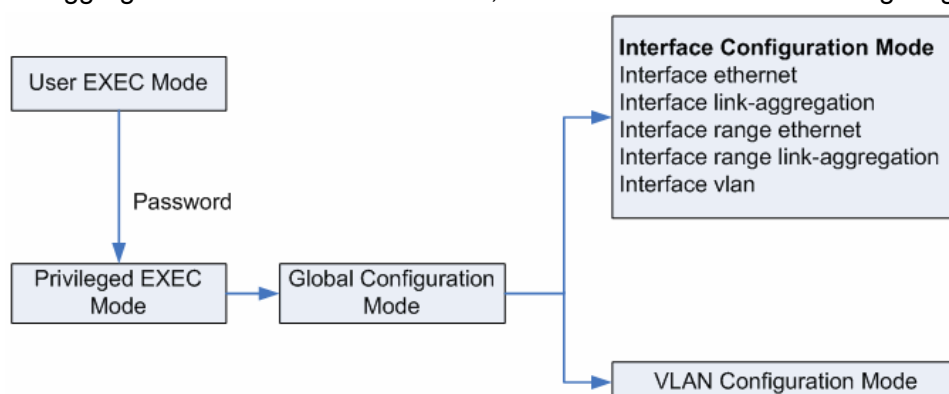 User EXEC Mode
Password
Privileged EXEC
Mode
Global Configuration
Mode
Interface Configuration Mode
Interface ethernet
Interface link-aggregation
Interface range ethernet
Interface range link-aggregation
Interface vlan
VLAN Configuration Mode